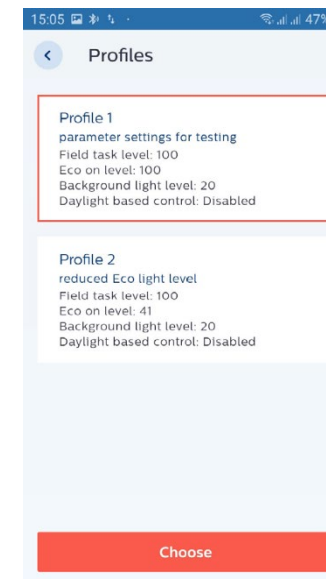 15:05 47%
Profiles
Profile 1
parameter settings for testing
Field task level: 100
Eco on level: 100
Background light level: 20
Daylight based control: Disabled
Profile 2
reduced Eco light level
Field task level: 100
Eco on level: 41
Background light level: 20
Daylight based control: Disabled
Choose